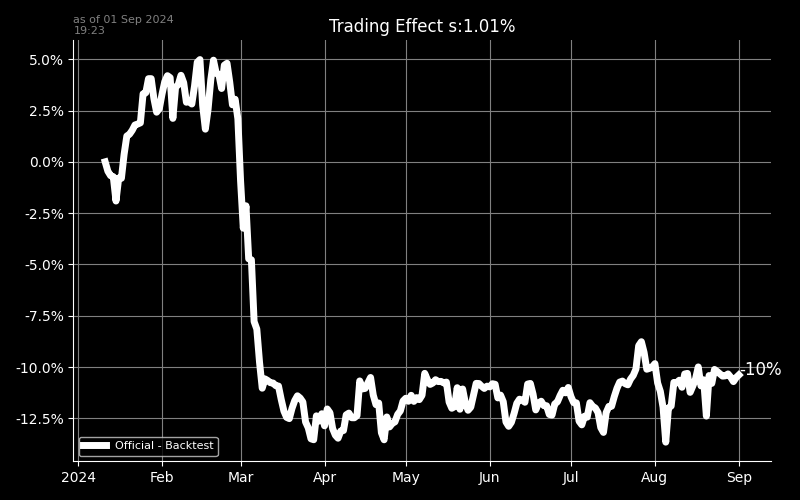 as of 01 Sep 2024
19:23
Trading Effect s:1.01%
5.0%
2.5%
0.0%
-2.5%
-5.0%
-7.5%
-10.0%
-12.5%
-10%
Official - Backtest
2024 Feb Mar Apr May Jun Jul Aug Sep